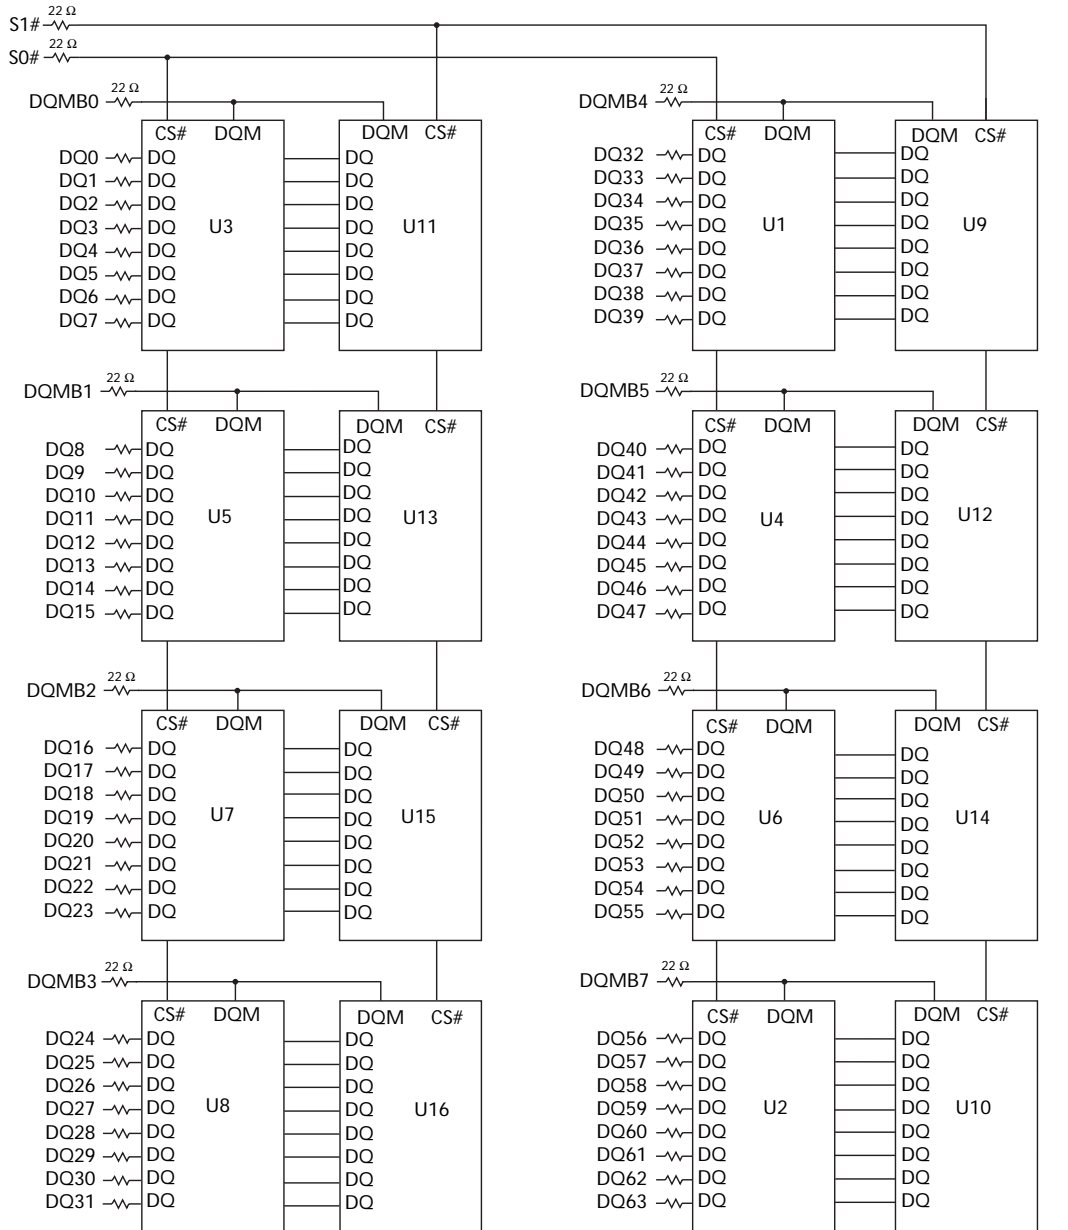 22 Ω
S1#
22 Ω
S0#
22 Ω
DQMB0
CS# DQM
DQM CS#
DQ0 DQ DQ
DQ1 DQ DQ
DQ2 DQ DQ
DQ3 DQ U3 DQ U11
DQ4 DQ DQ
DQ5 DQ DQ
DQ6 DQ DQ
DQ7 DQ DQ
22 Ω
DQMB1
CS# DQM
DQM CS#
DQ8 DQ DQ
DQ9 DQ DQ
DQ10 DQ DQ
DQ11 DQ U5 DQ U13
DQ12 DQ DQ
DQ13 DQ DQ
DQ14 DQ DQ
DQ15 DQ DQ
22 Ω
DQMB2
CS# DQM
DQM CS#
DQ16 DQ DQ
DQ17 DQ DQ
DQ18 DQ DQ
DQ19 DQ U7 DQ U15
DQ20 DQ DQ
DQ21 DQ DQ
DQ22 DQ DQ
DQ23 DQ DQ
22 Ω
DQMB3
CS# DQM
DQM CS#
DQ24 DQ DQ
DQ25 DQ DQ
DQ26 DQ DQ
DQ27 DQ U8 DQ U16
DQ28 DQ DQ
DQ29 DQ DQ
DQ30 DQ DQ
DQ31 DQ DQ
22 Ω
DQMB4
CS# DQM
DQM CS#
DQ32 DQ DQ
DQ33 DQ DQ
DQ34 DQ DQ
DQ35 DQ U1 DQ U9
DQ36 DQ DQ
DQ37 DQ DQ
DQ38 DQ DQ
DQ39 DQ DQ
22 Ω
DQMB5
CS# DQM
DQM CS#
DQ40 DQ DQ
DQ41 DQ DQ
DQ42 DQ DQ
DQ43 DQ U4 DQ U12
DQ44 DQ DQ
DQ45 DQ DQ
DQ46 DQ DQ
DQ47 DQ DQ
22 Ω
DQMB6
CS# DQM
DQM CS#
DQ48 DQ DQ
DQ49 DQ DQ
DQ50 DQ DQ
DQ51 DQ U6 DQ U14
DQ52 DQ DQ
DQ53 DQ DQ
DQ54 DQ DQ
DQ55 DQ DQ
22 Ω
DQMB7
CS# DQM
DQM CS#
DQ56 DQ DQ
DQ57 DQ DQ
DQ58 DQ DQ
DQ59 DQ U2 DQ U10
DQ60 DQ DQ
DQ61 DQ DQ
DQ62 DQ DQ
DQ63 DQ DQ